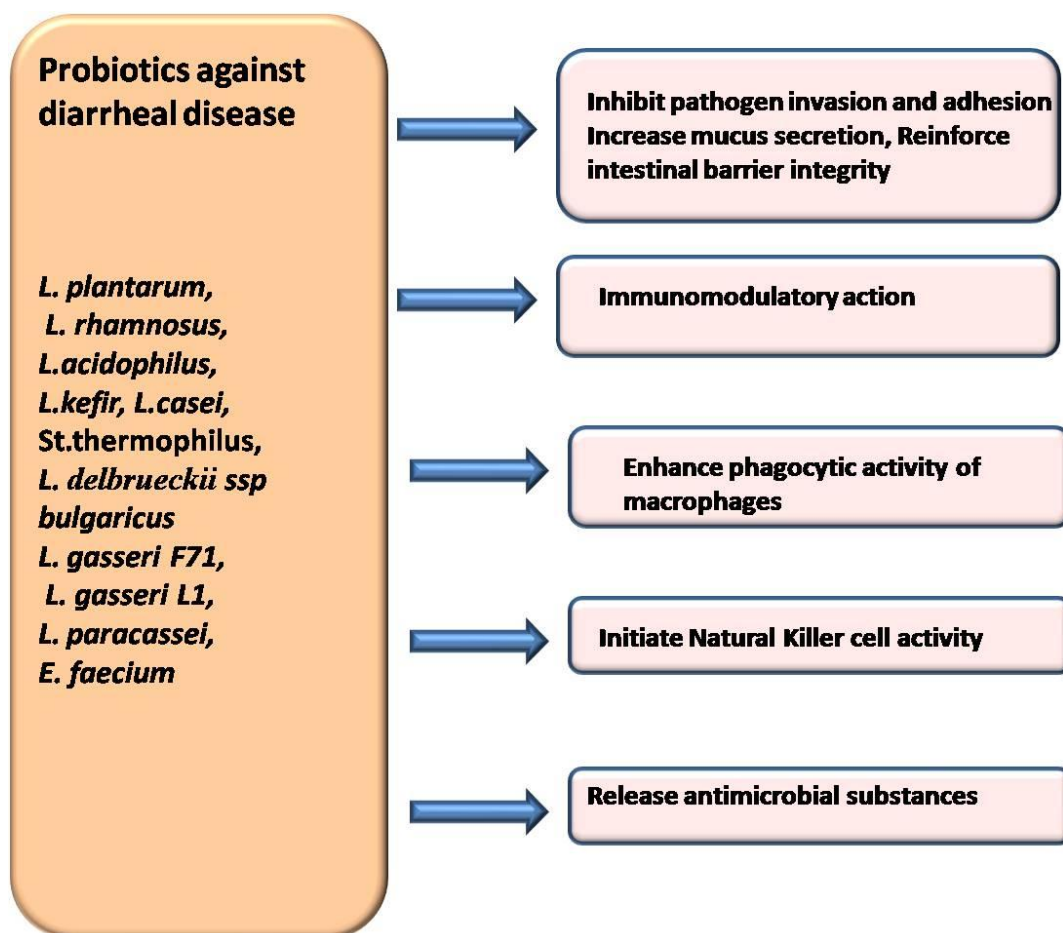 Probiotics against
diarrheal disease
L. plantarum,
L. rhamnosus,
L.acidophilus,
L.kefir, L.casei,
St.thermophilus,
L. delbrueckii ssp
bulgaricus
L. gasseri F71,
L. gasseri L1,
L. paracassei,
E. faecium
Inhibit pathogen invasion and adhesion
Increase mucus secretion, Reinforce
intestinal barrier integrity
Immunomodulatory action
Enhance phagocytic activity of
macrophages
Initiate Natural Killer cell activity
Release antimicrobial substances